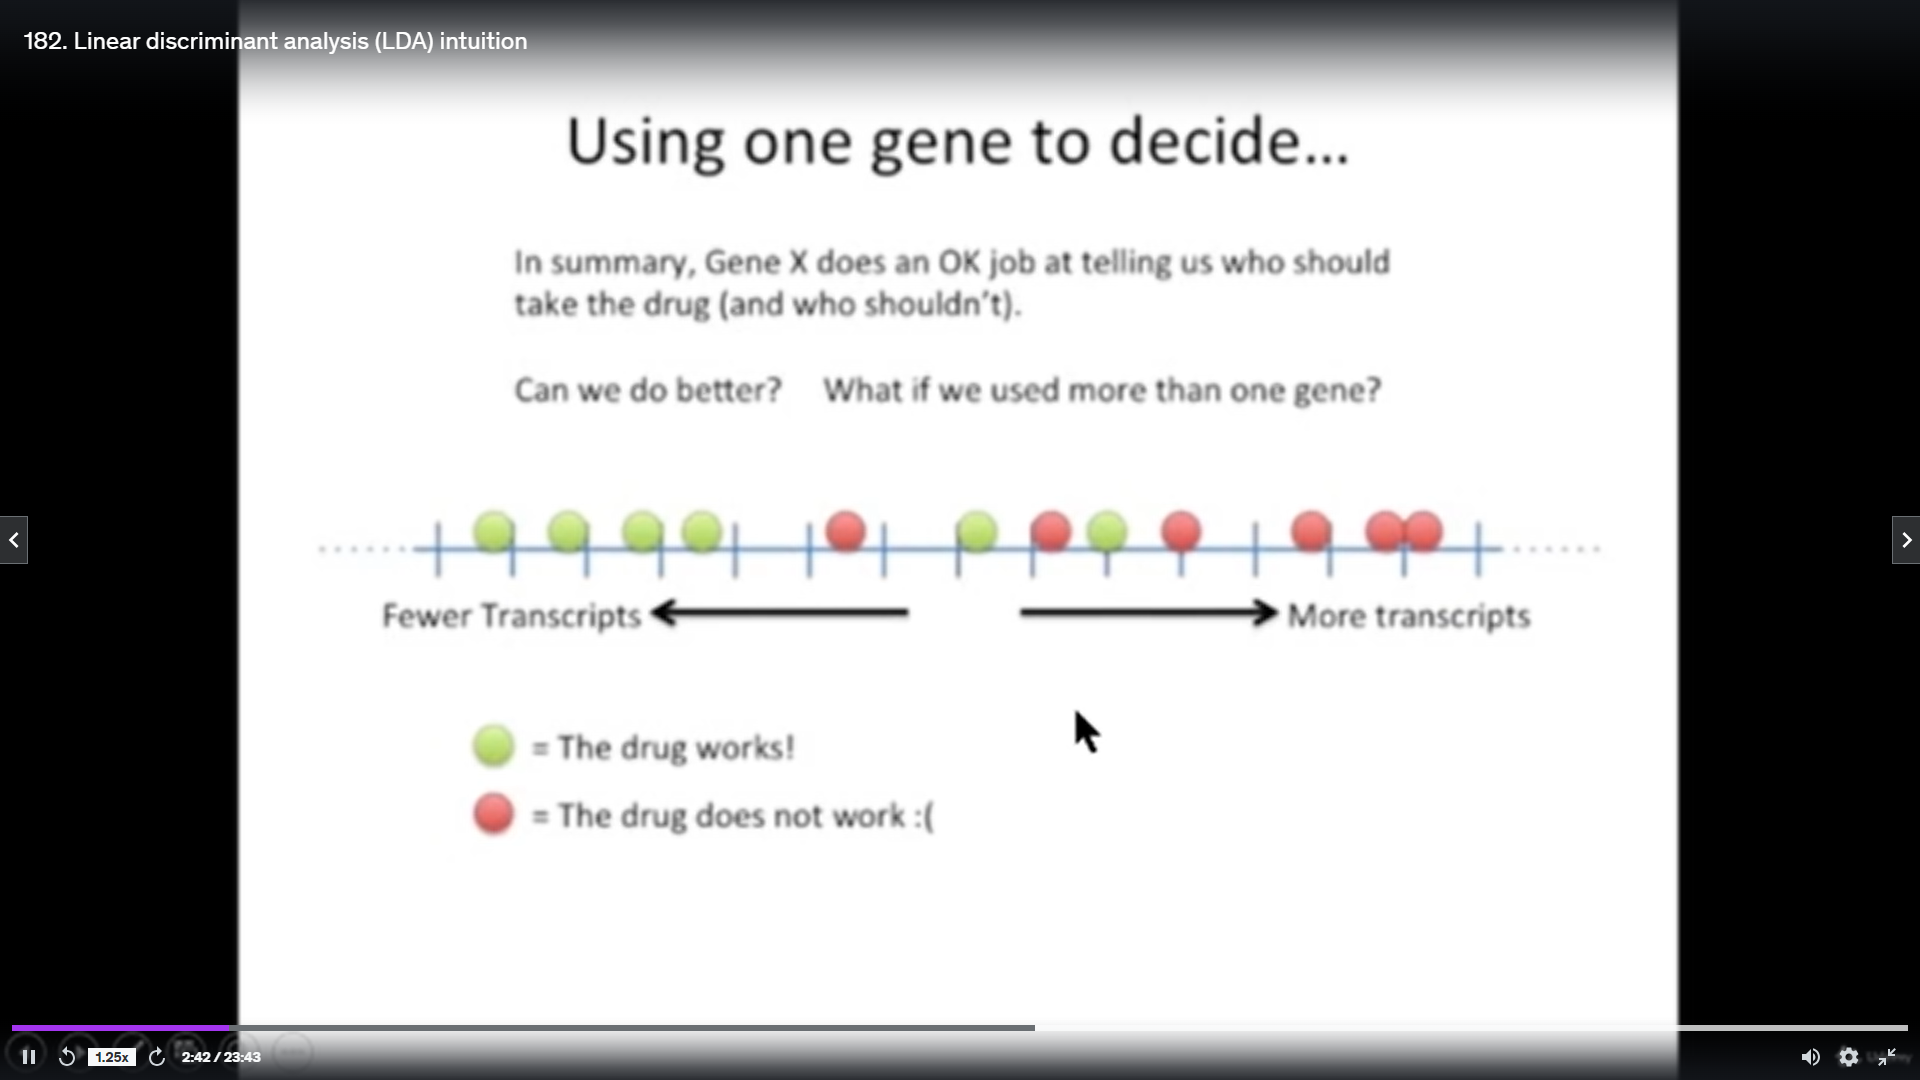 182. Linear discriminant analysis (LDA) intuition
Using one gene to decide...
In summary, Gene X does an OK job at telling us who should
take the drug (and who shouldn't).
Can we do better? What if we used more than one gene?
Fewer Transcripts
More transcripts
= The drug works!
= The drug does not work :(
1.25x
2:42 / 23:43